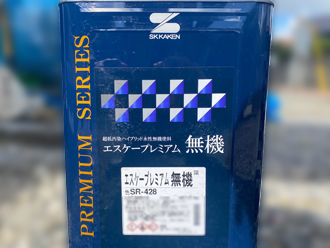 SK KAKEN
PREMIUM SERIES
超低汚染ハイブリッド水性無機塗料
エスケープレミアム 無機
エスケープレミアム 無機
SR-428